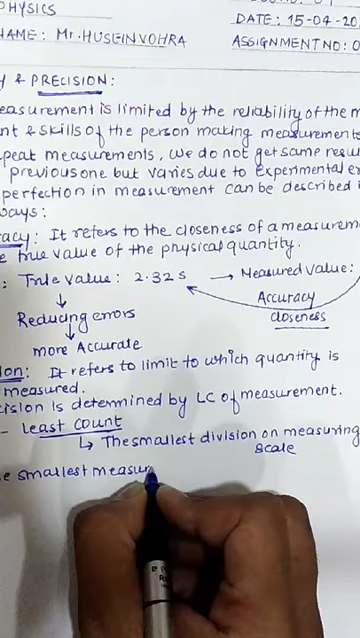 PHYSICS
DATE: 15-04-20
NAME: Mr. HUSEINVOHRA
ASSIGNMENT NO: 0
Y & PRECISION:
easurement is limited by the reliability of the m
nt & skills of the person making measurements
peat measurements, we do not get same resu
previous one but varies due to Experimental er
perfection in measurement can be described i
ways:
racy: It refers to the closeness of a measurem
e true value of the physical quantity.
: True value: 2.32 s → Measured value:
Accuracy
closeness
Reducing errors
more Accurate
ion: It refers to limit to which quantity is
measured.
cision is determined by LC of measurement.
- Least count
↳ The smallest division on measuring
scale
e smallest measur